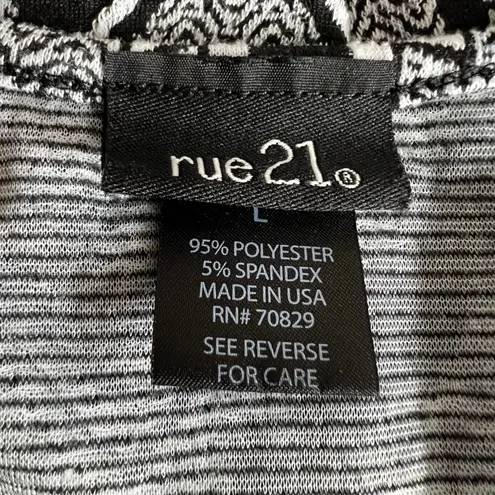 rue21®
L
95% POLYESTER
5% SPANDEX
MADE IN USA
RN# 70829
SEE REVERSE
FOR CARE